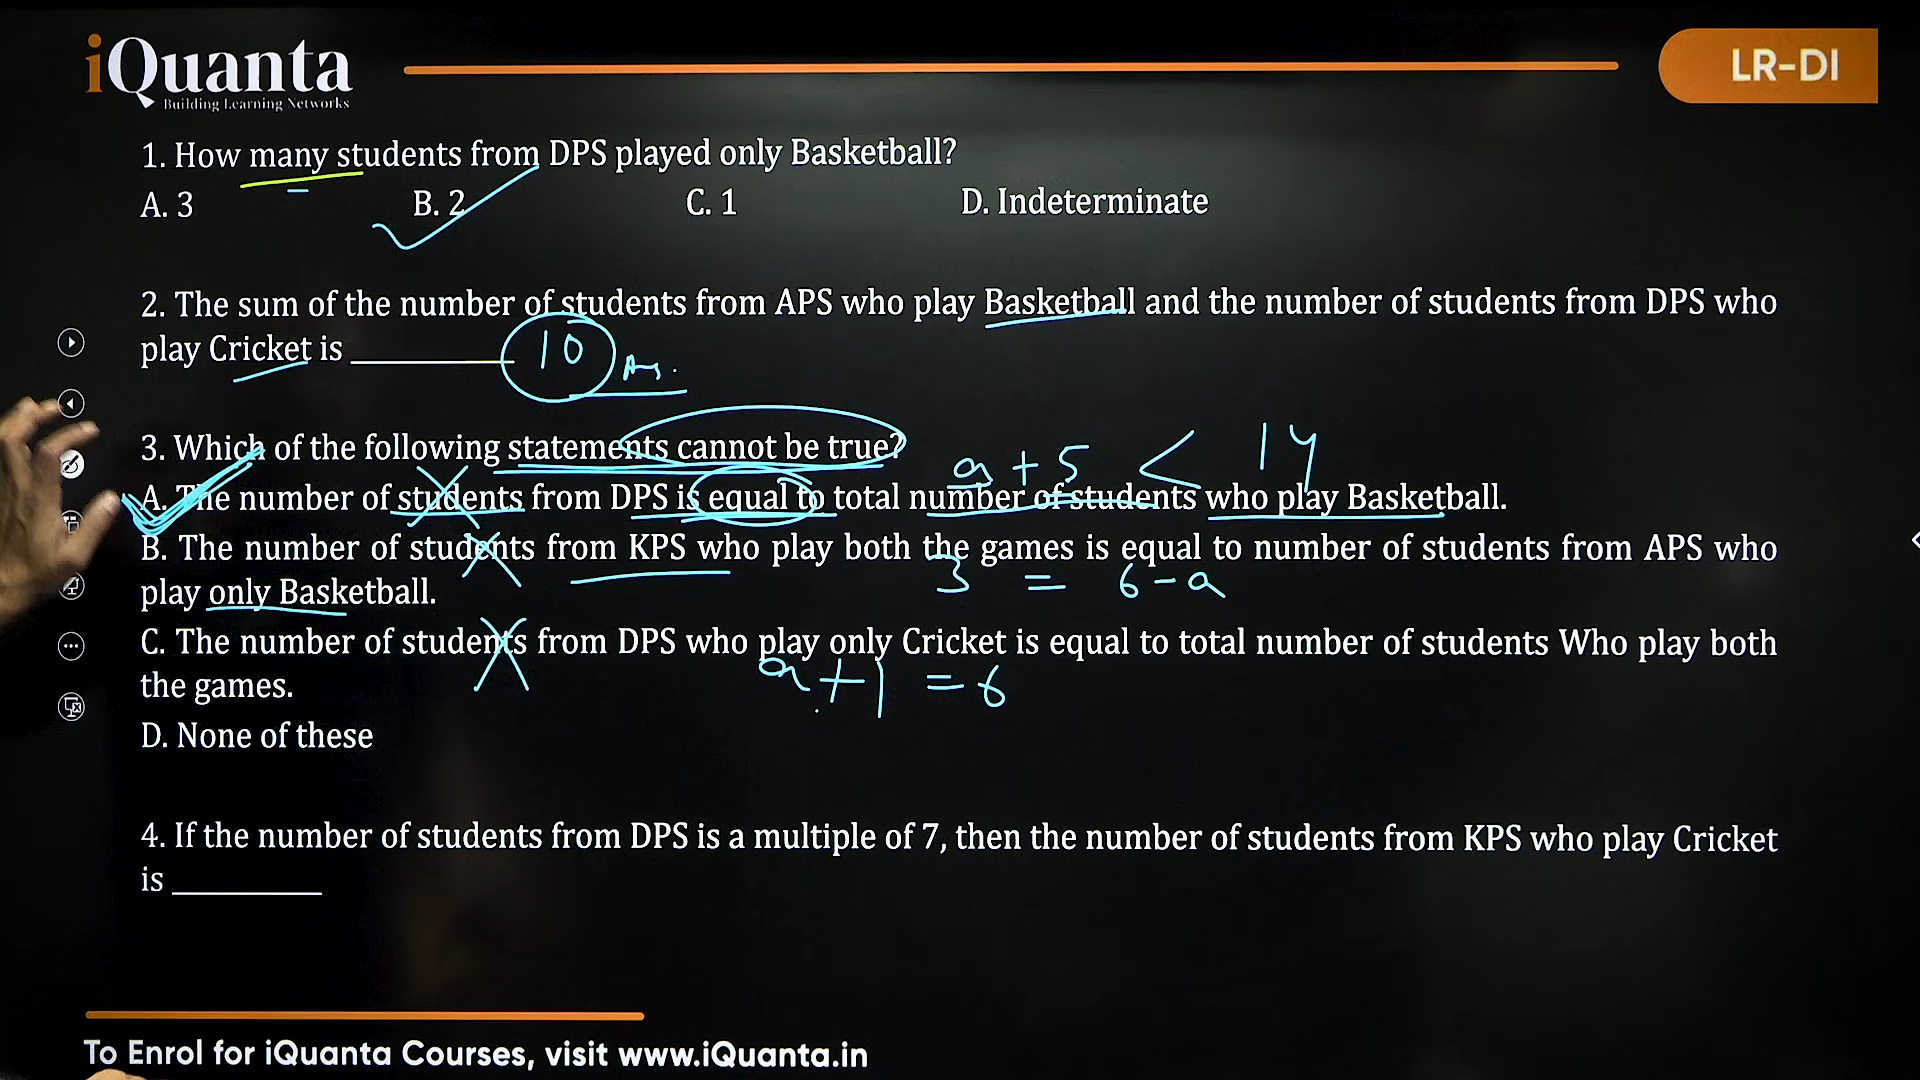 iQuanta
Building Learning Networks
LR-DI
1. How many students from DPS played only Basketball?
A. 3 B. 2 C. 1 D. Indeterminate
2. The sum of the number of students from APS who play Basketball and the number of students from DPS who
play Cricket is __________ 10 Ans.
3. Which of the following statements cannot be true?
a + 5 < 14
A. The number of students from DPS is equal to total number of students who play Basketball.
B. The number of students from KPS who play both the games is equal to number of students from APS who
play only Basketball.
3 = 6 - a
C. The number of students from DPS who play only Cricket is equal to total number of students Who play both
the games.
a + 1 = 6
D. None of these
4. If the number of students from DPS is a multiple of 7, then the number of students from KPS who play Cricket
is __________
To Enrol for iQuanta Courses, visit www.iQuanta.in